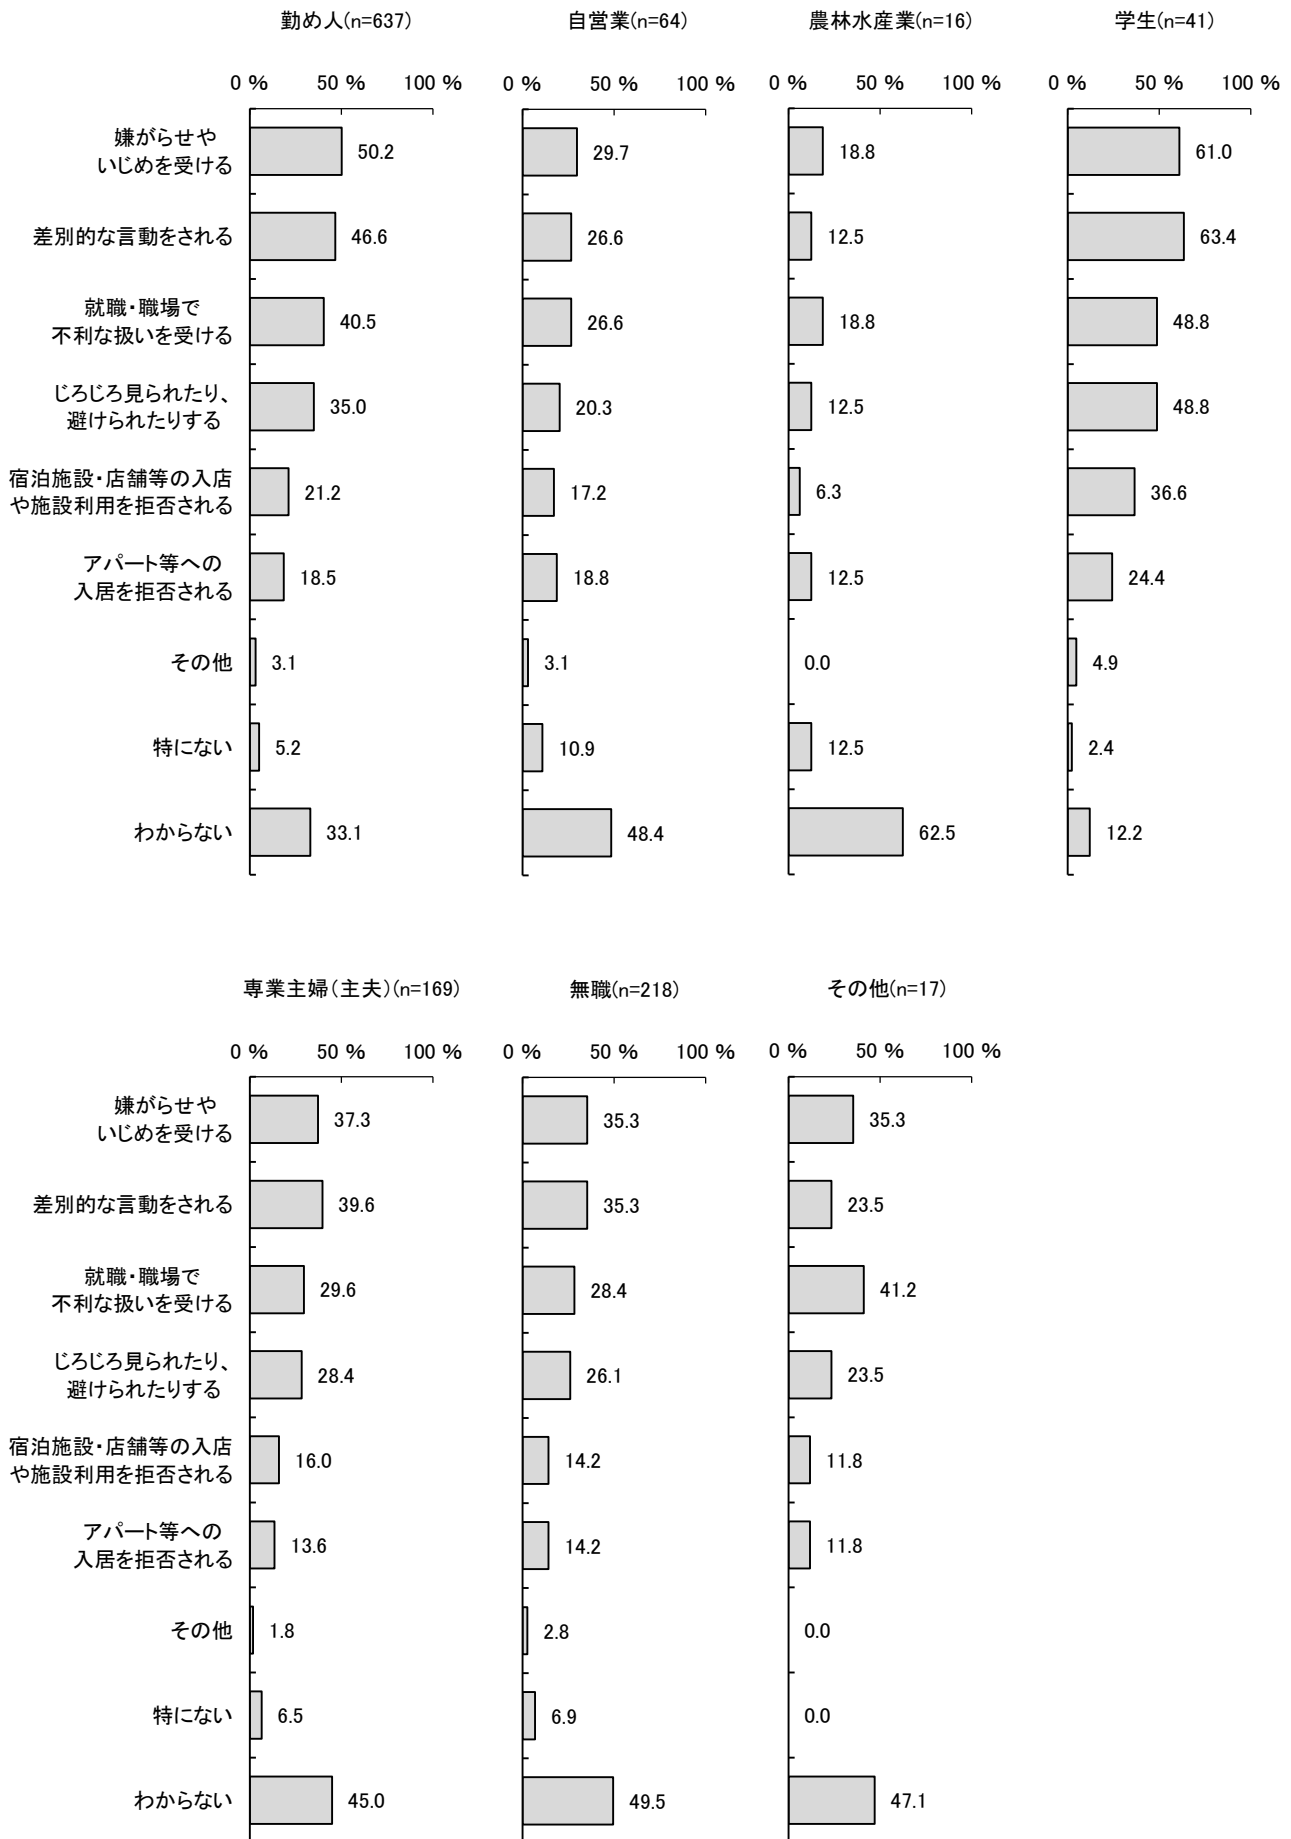 勤め人(n=637)
自営業(n=64)
農林水産業(n=16)
学生(n=41)
0 % 50 % 100 %
0 % 50 % 100 %
0 % 50 % 100 %
0 % 50 % 100 %
嫌がらせや
いじめを受ける
50.2
29.7
18.8
61.0
差別的な言動をされる
46.6
26.6
12.5
63.4
就職・職場で
不利な扱いを受ける
40.5
26.6
18.8
48.8
じろじろ見られたり、
避けられたりする
35.0
20.3
12.5
48.8
宿泊施設・店舗等の入店
や施設利用を拒否される
21.2
17.2
6.3
36.6
アパート等への
入居を拒否される
18.5
18.8
12.5
24.4
その他
3.1
3.1
0.0
4.9
特にない
5.2
10.9
12.5
2.4
わからない
33.1
48.4
62.5
12.2
専業主婦(主夫)(n=169)
無職(n=218)
その他(n=17)
0 % 50 % 100 %
0 % 50 % 100 %
0 % 50 % 100 %
嫌がらせや
いじめを受ける
37.3
35.3
35.3
差別的な言動をされる
39.6
35.3
23.5
就職・職場で
不利な扱いを受ける
29.6
28.4
41.2
じろじろ見られたり、
避けられたりする
28.4
26.1
23.5
宿泊施設・店舗等の入店
や施設利用を拒否される
16.0
14.2
11.8
アパート等への
入居を拒否される
13.6
14.2
11.8
その他
1.8
2.8
0.0
特にない
6.5
6.9
0.0
わからない
45.0
49.5
47.1